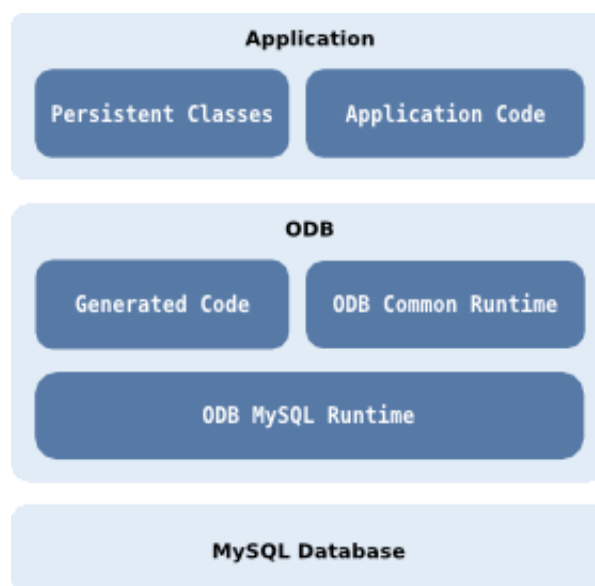 Application
Persistent Classes
Application Code
ODB
Generated Code
ODB Common Runtime
ODB MySQL Runtime
MySQL Database